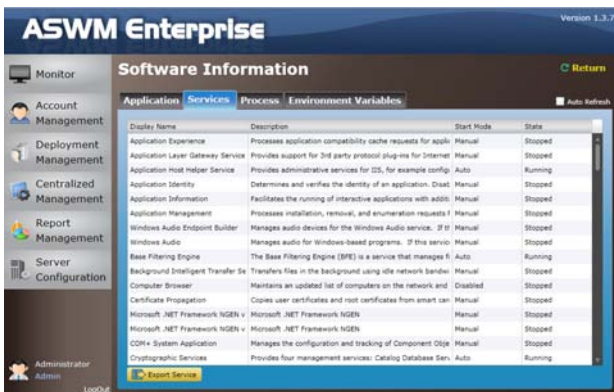 Version 1.3.7
ASWM Enterprise
Monitor
Account
Management
Deployment
Management
Centralized
Management
Report
Management
Server
Configuration
Administrator
Admin
LogOut
Software Information
Return
Application Services Process Environment Variables
Auto Refresh
Display Name Description Start Mode State
Application Experience Processes application compatibility cache requests for applic Manual Stopped
Application Layer Gateway Service Provides support for 3rd party protocol plug-ins for Internet Manual Stopped
Application Host Helper Service Provides administrative services for IIS, for example config Auto Running
Application Identity Determines and verifies the identity of an application. Disat Manual Stopped
Application Information Facilitates the running of interactive applications with additi Manual Stopped
Application Management Processes installation, removal, and enumeration requests f Manual Stopped
Windows Audio Endpoint Builder Manages audio devices for the Windows Audio service. If th Manual Stopped
Windows Audio Manages audio for Windows-based programs. If this servic Manual Stopped
Base Filtering Engine The Base Filtering Engine (BFE) is a service that manages fi Auto Running
Background Intelligent Transfer Se Transfers files in the background using idle network bandwi Manual Stopped
Computer Browser Maintains an updated list of computers on the network and Disabled Stopped
Certificate Propagation Copies user certificates and root certificates from smart car Manual Stopped
Microsoft .NET Framework NGEN v Microsoft .NET Framework NGEN Manual Stopped
Microsoft .NET Framework NGEN v Microsoft .NET Framework NGEN Manual Stopped
COM+ System Application Manages the configuration and tracking of Component Obje Manual Stopped
Cryptographic Services Provides four management services: Catalog Database Serv Auto Running
Export Service